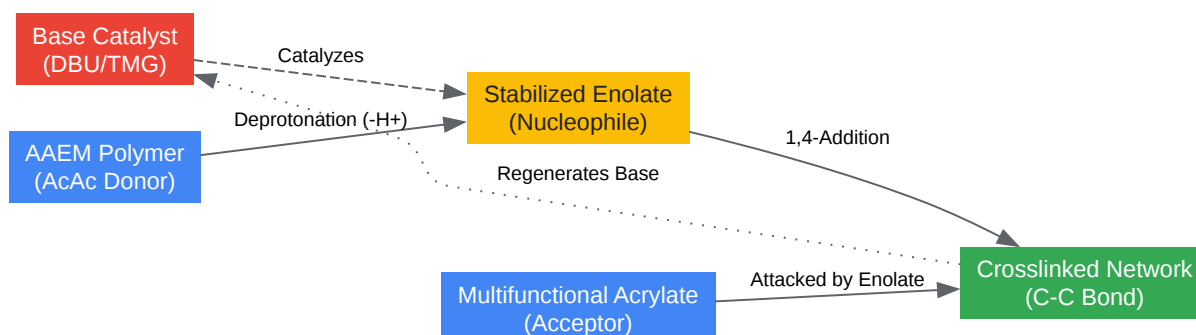 Base Catalyst
(DBU/TMG)
Catalyzes
Stabilized Enolate
(Nucleophile)
Deprotonation (-H+)
AAEM Polymer
(AcAc Donor)
1,4-Addition
Regenerates Base
Crosslinked Network
(C-C Bond)
Attacked by Enolate
Multifunctional Acrylate
(Acceptor)